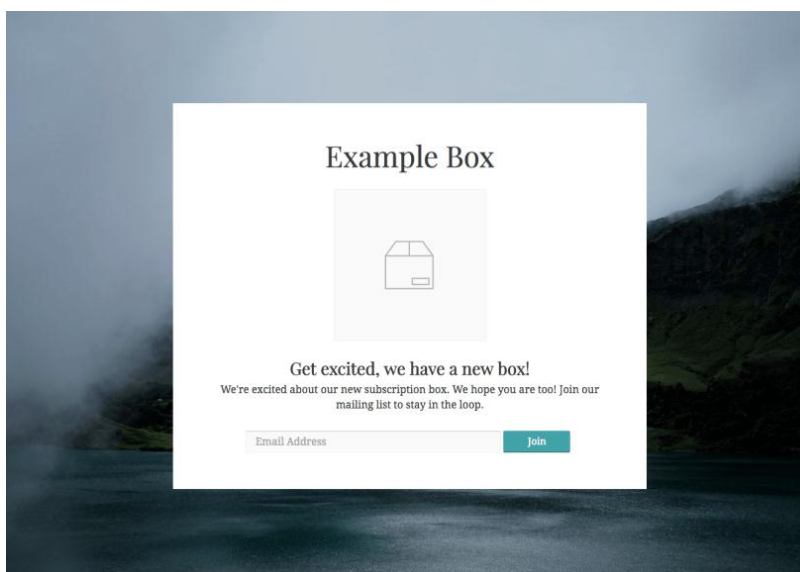 Example Box
Get excited, we have a new box!
We're excited about our new subscription box. We hope you are too! Join our
mailing list to stay in the loop.
Email Address
Join